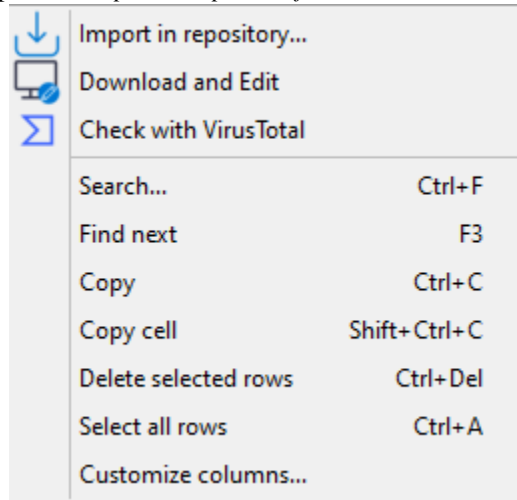 Import in repository...
Download and Edit
Check with VirusTotal
Search... Ctrl+F
Find next F3
Copy Ctrl+C
Copy cell Shift+Ctrl+C
Delete selected rows Ctrl+Del
Select all rows Ctrl+A
Customize columns...